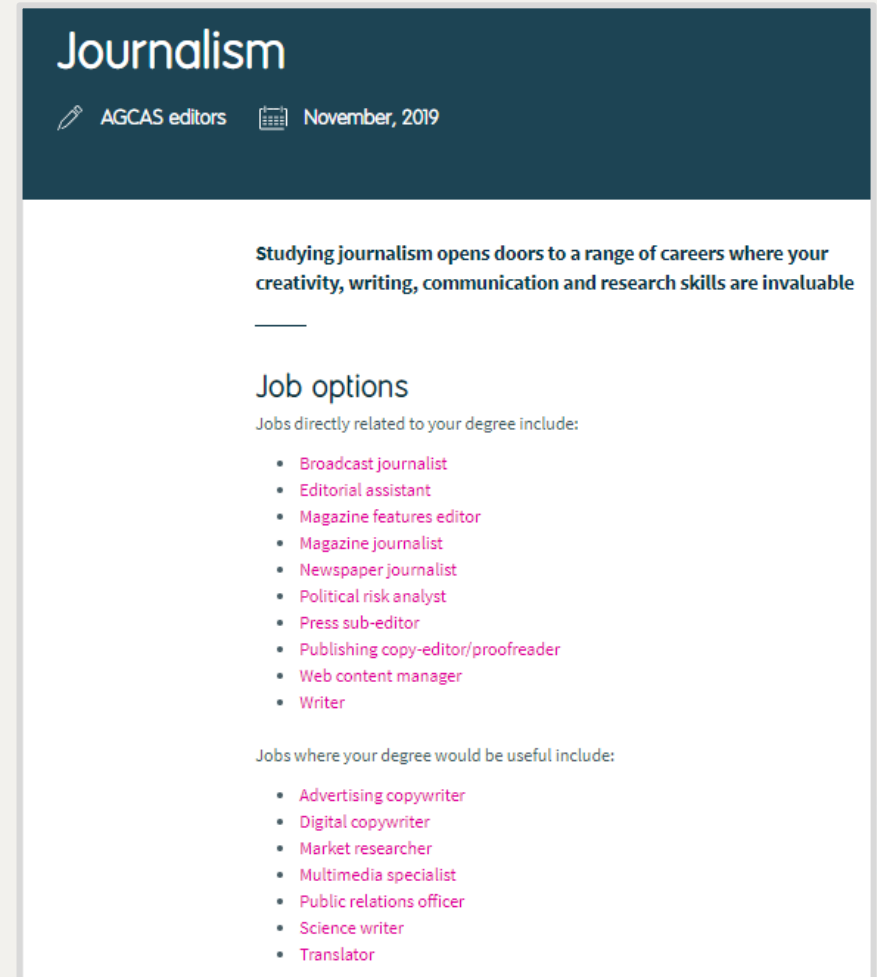 Journalism
AGCAS editors November, 2019
Studying journalism opens doors to a range of careers where your
creativity, writing, communication and research skills are invaluable
Job options
Jobs directly related to your degree include:
• Broadcast journalist
• Editorial assistant
• Magazine features editor
• Magazine journalist
• Newspaper journalist
• Political risk analyst
• Press sub-editor
• Publishing copy-editor/proofreader
• Web content manager
• Writer
Jobs where your degree would be useful include:
• Advertising copywriter
• Digital copywriter
• Market researcher
• Multimedia specialist
• Public relations officer
• Science writer
• Translator